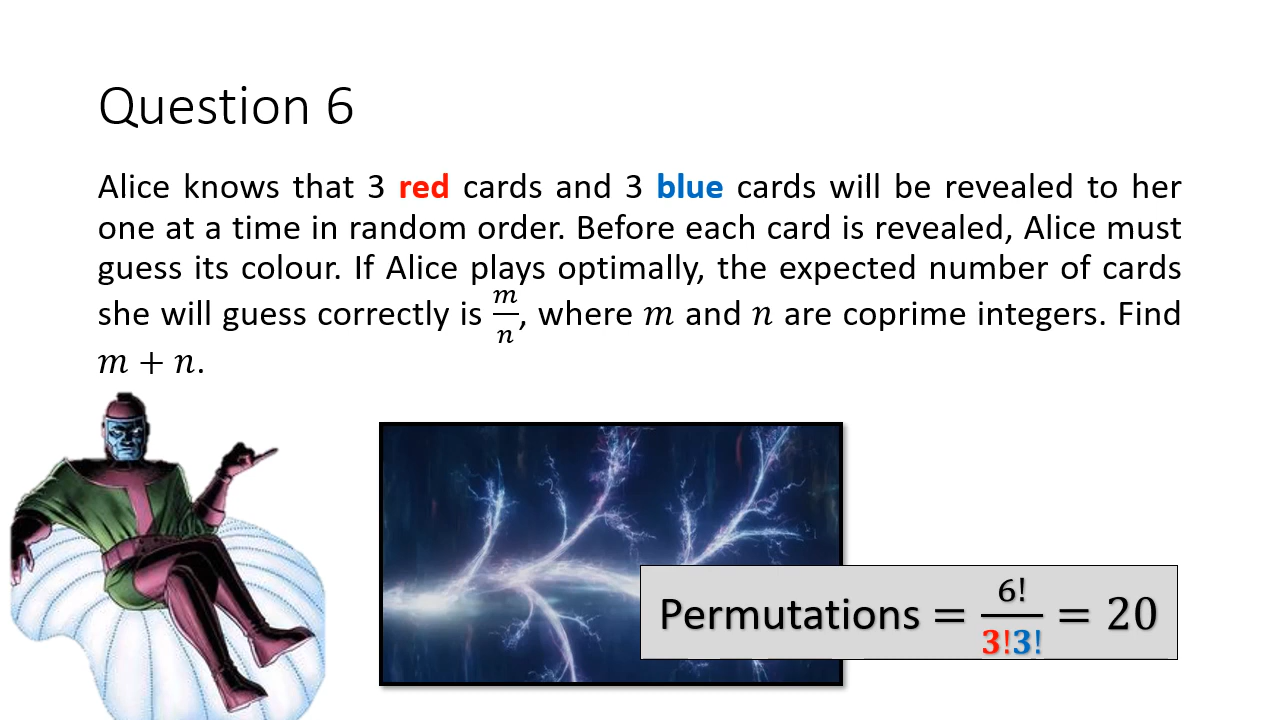 Question 6
Alice knows that 3 red cards and 3 blue cards will be revealed to her
one at a time in random order. Before each card is revealed, Alice must
guess its colour. If Alice plays optimally, the expected number of cards
she will guess correctly is m/n, where m and n are coprime integers. Find
m + n.
Permutations = 6!/3!3! = 20